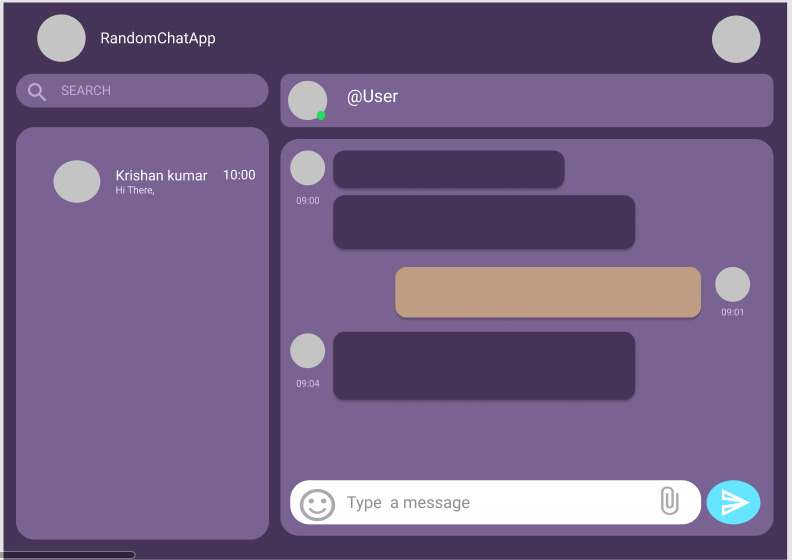 RandomChatApp
SEARCH
@User
Krishan kumar 10:00
Hi There,
09:00
09:01
09:04
Type a message